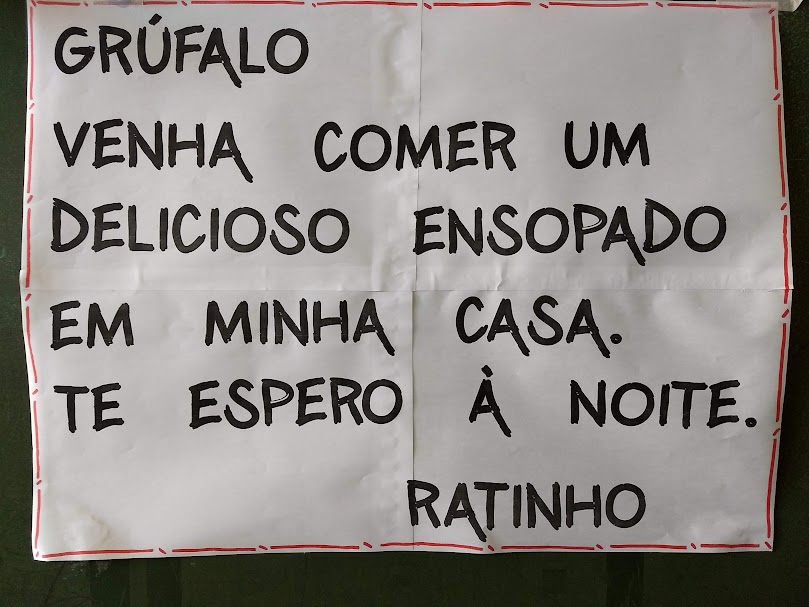 GRÚFALO
VENHA COMER UM
DELICIOSO ENSOPADO
EM MINHA CASA.
TE ESPERO À NOITE.
RATINHO